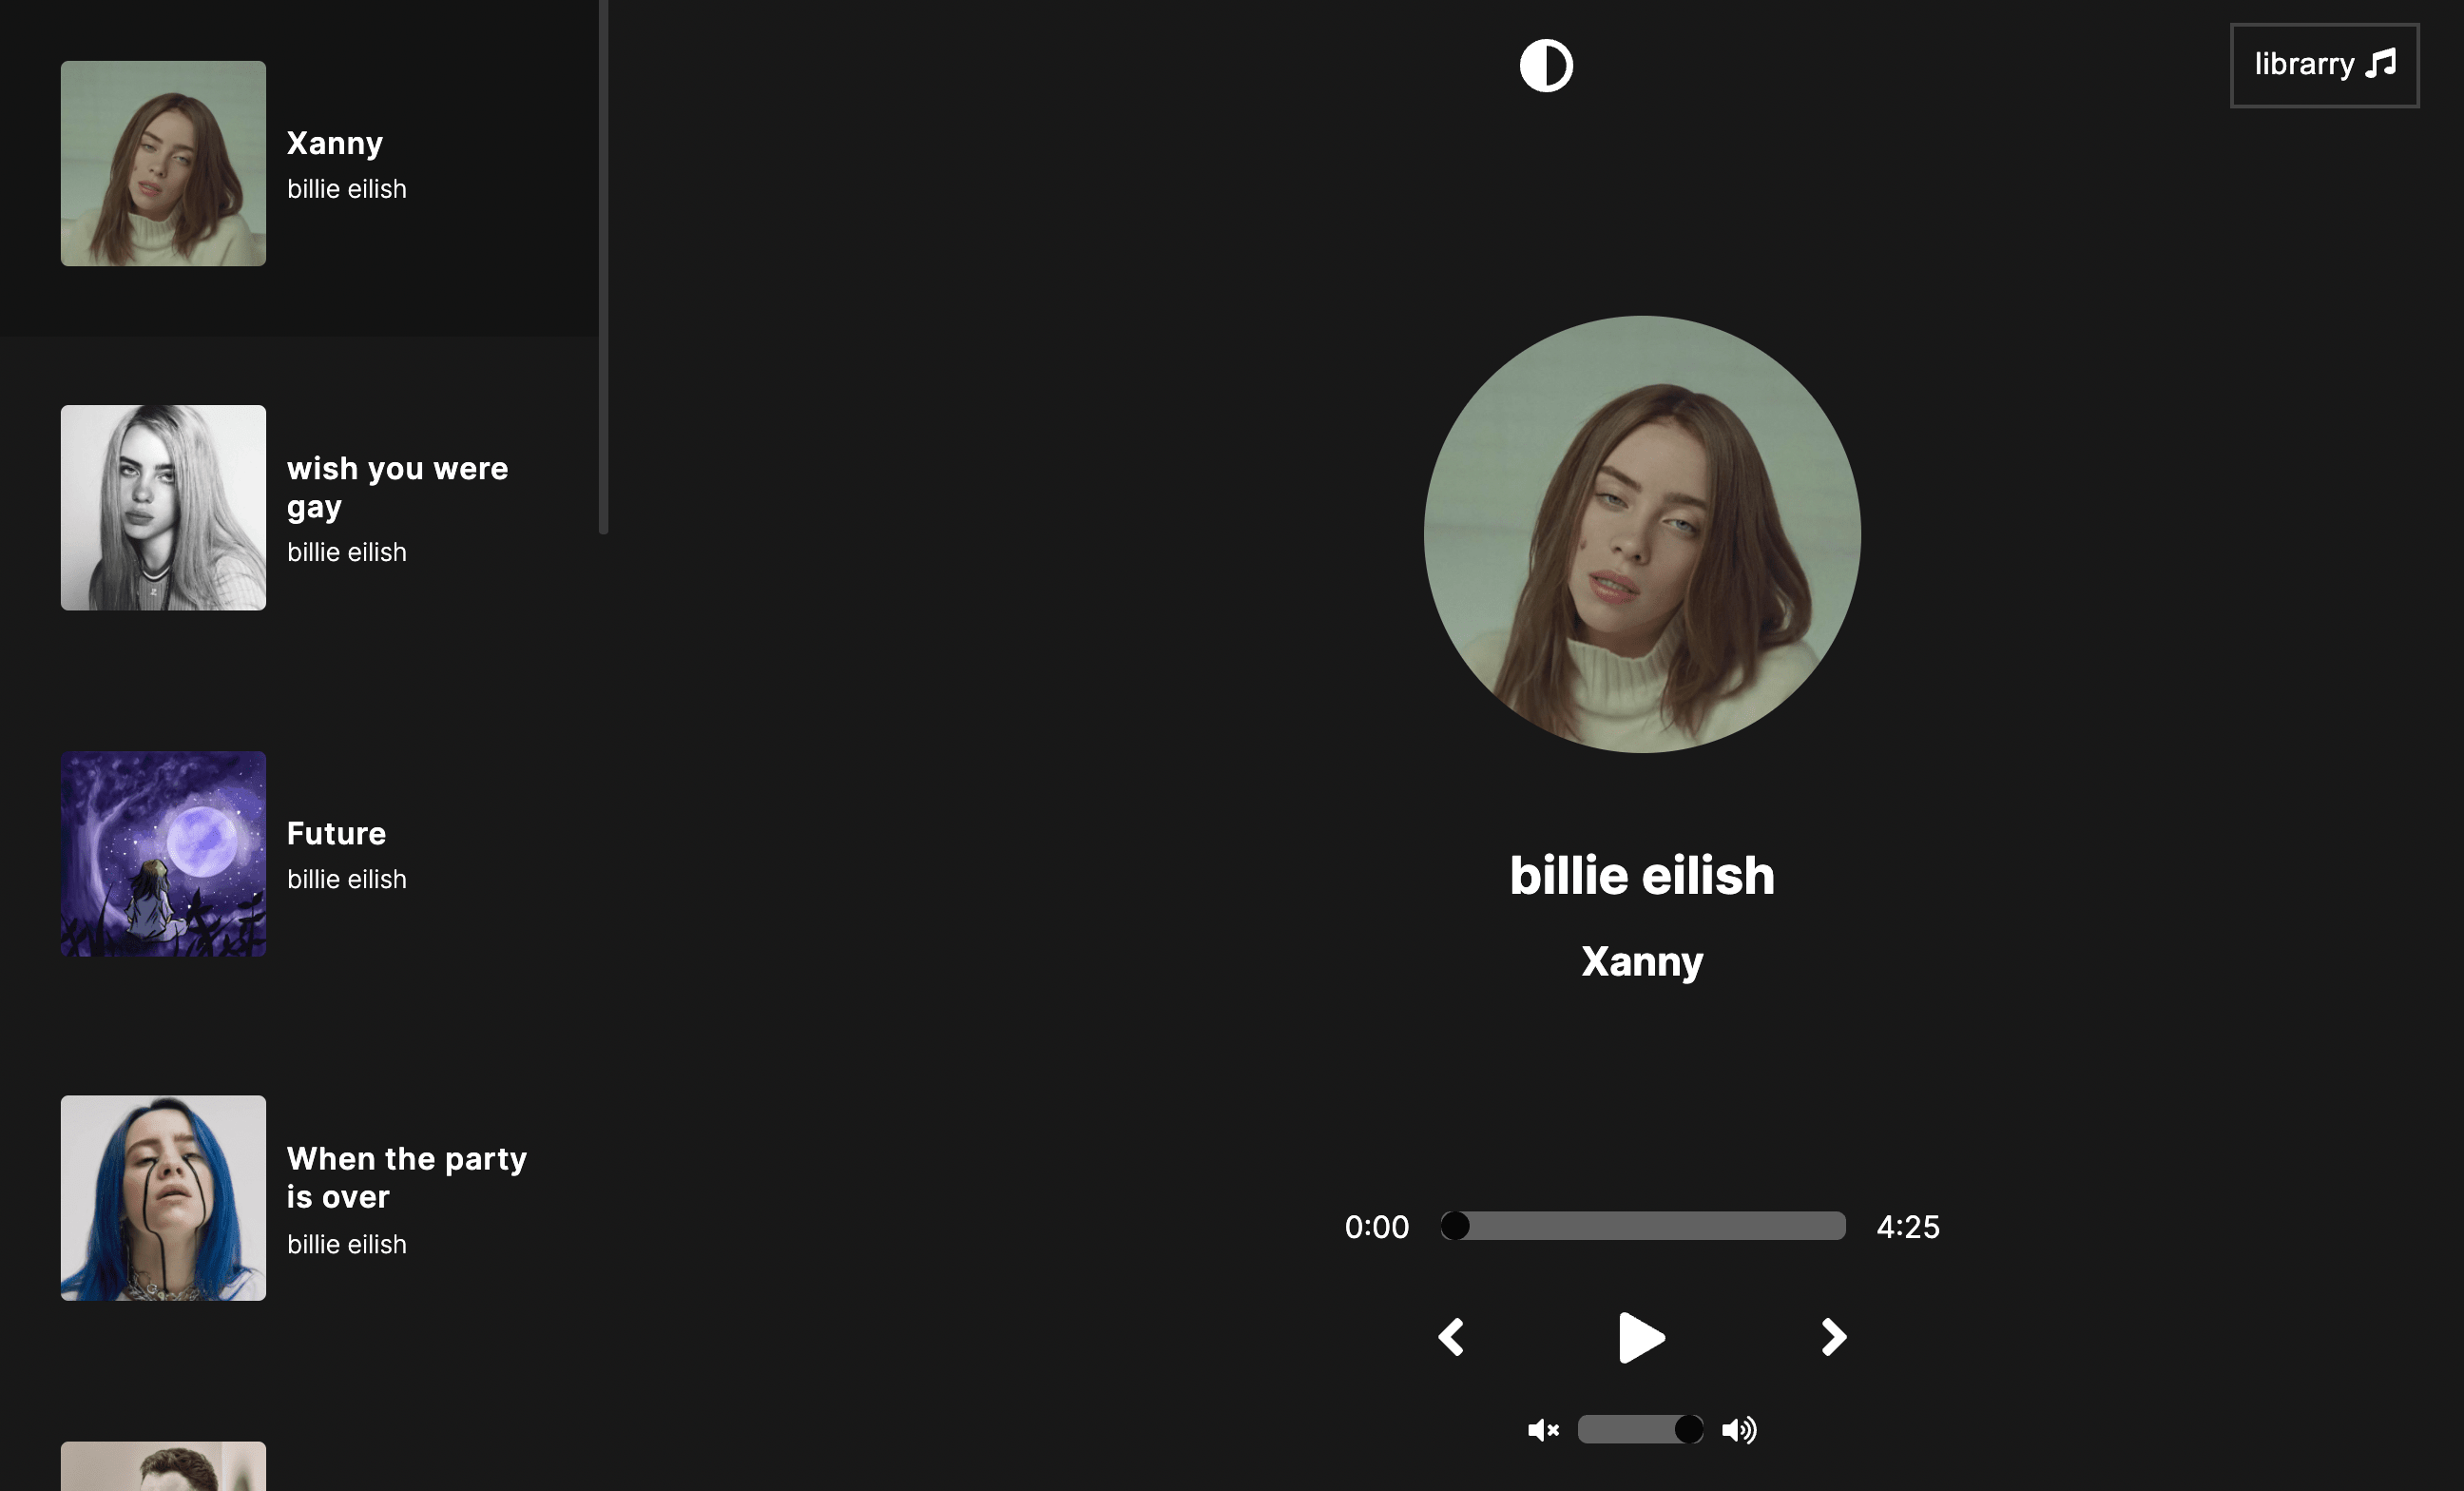 Xanny
billie eilish
wish you were
gay
billie eilish
Future
billie eilish
When the party
is over
billie eilish
librarry
billie eilish
Xanny
0:00
4:25